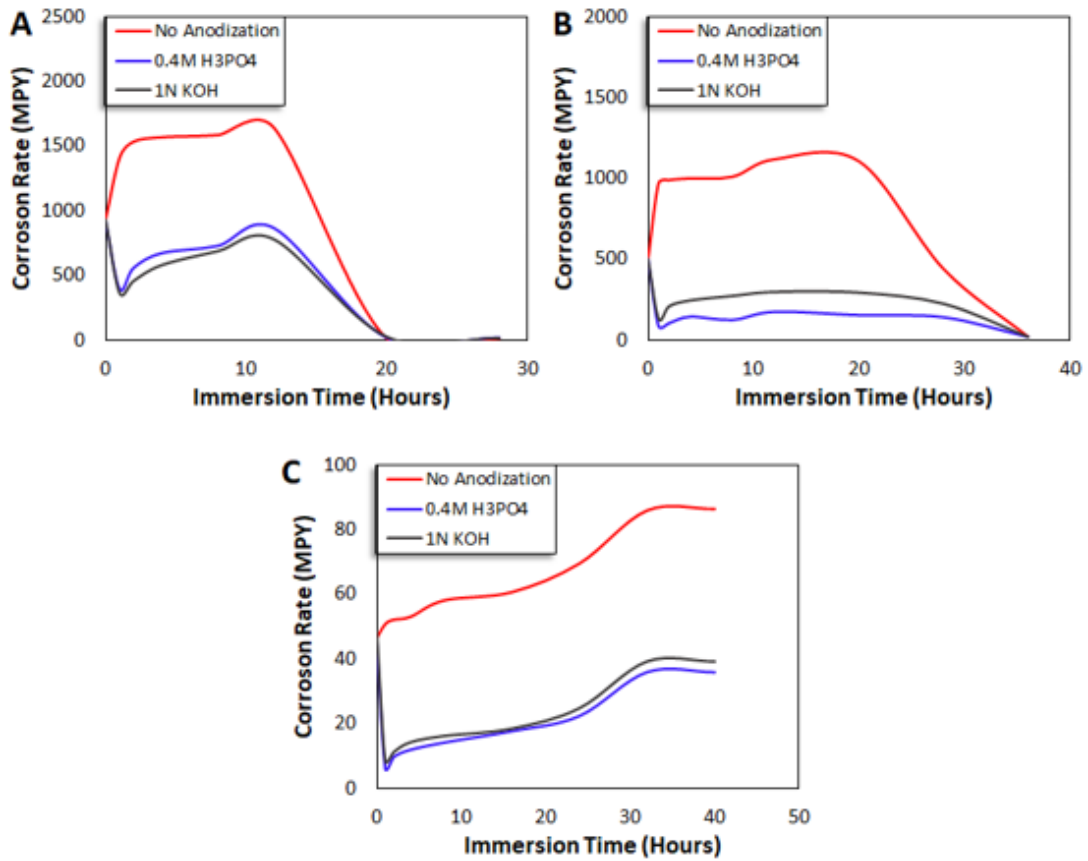 A
Corroson Rate (MPY)
2500
2000
1500
1000
500
0
No Anodization
0.4M H3PO4
1N KOH
0 10 20 30
Immersion Time (Hours)
B
Corroson Rate (MPY)
2000
1500
1000
500
0
No Anodization
0.4M H3PO4
1N KOH
0 10 20 30 40
Immersion Time (Hours)
C
Corroson Rate (MPY)
100
80
60
40
20
0
No Anodization
0.4M H3PO4
1N KOH
0 10 20 30 40 50
Immersion Time (Hours)